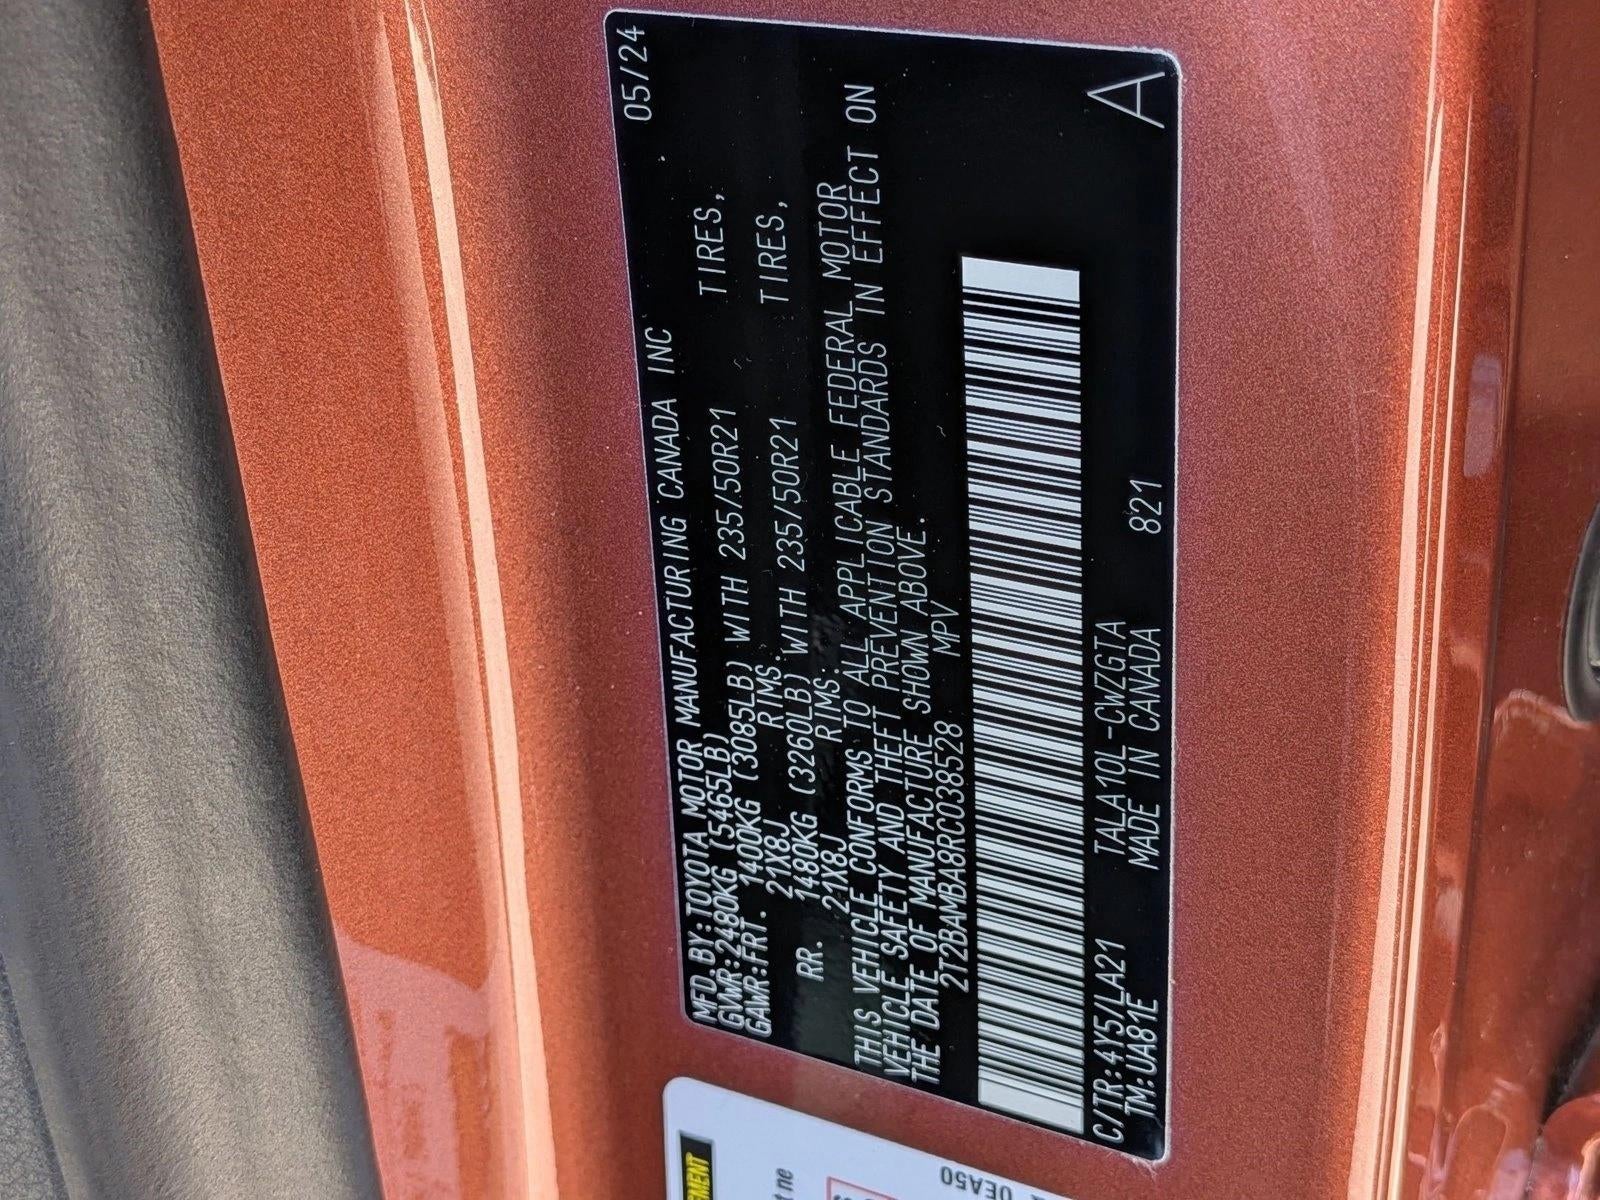 MFD.BY:TOYOTA MOTOR MANUFACTURING CANADA INC 05/24
GVWR:2480KG (5465LB)
GAWR:FRT. 1400KG (3085LB) WITH 235/50R21 TIRES,
21X8J RIMS.
RR. 1480KG (3260LB) WITH 235/50R21 TIRES,
21X8J RIMS.
THIS VEHICLE CONFORMS TO ALL APPLICABLE FEDERAL MOTOR
VEHICLE SAFETY AND THEFT PREVENTION STANDARDS IN EFFECT ON
THE DATE OF MANUFACTURE SHOWN ABOVE.
2T2BAMBA8RC038528 MPV
C/TR:4Y5/LA21 TALA10L-CWZGTA
TM:UA81E MADE IN CANADA 821 A
0EA50